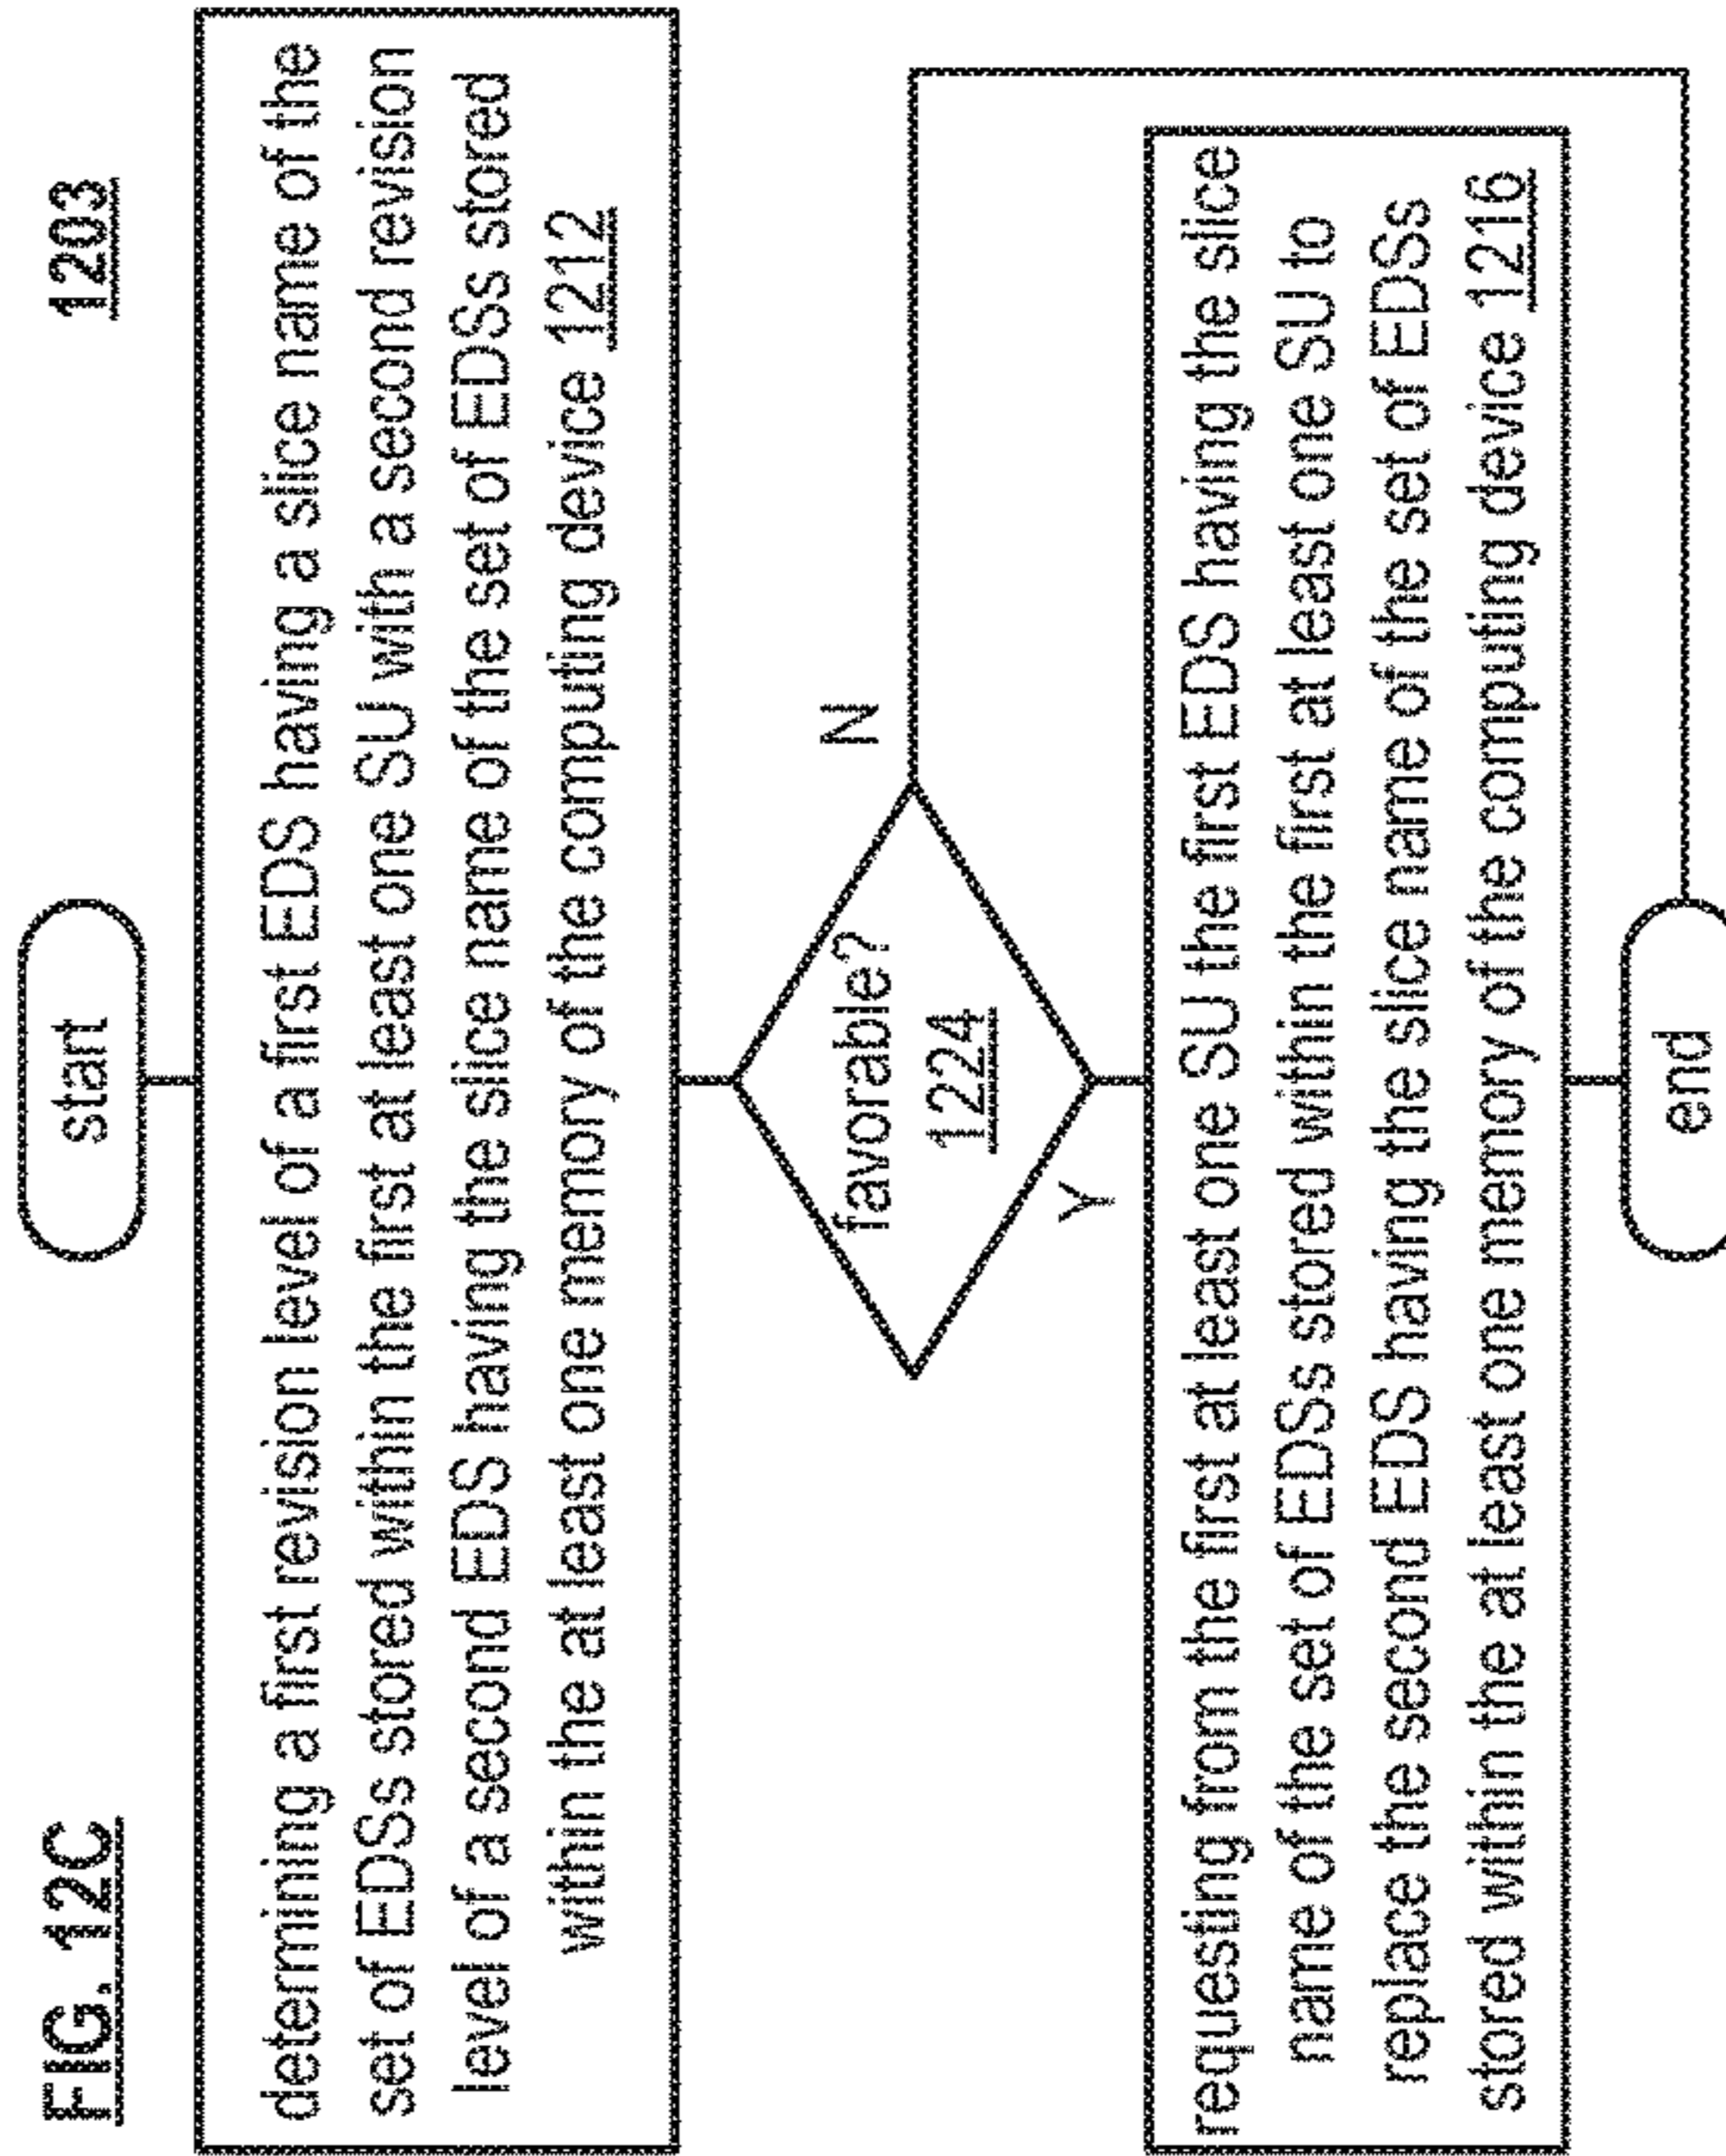 FIG. 12C
1203
start
determining a first revision level of a first EDS having a slice name of the
set of EDSs stored within the first at least one SU with a second revision
level of a second EDS having the slice name of the set of EDSs stored
within the at least one memory of the computing device 1212
favorable?
1224
N
Y
requesting from the first at least one SU the first EDS having the slice
name of the set of EDSs stored within the first at least one SU to
replace the second EDS having the slice name of the set of EDSs
stored within the at least one memory of the computing device 1216
end